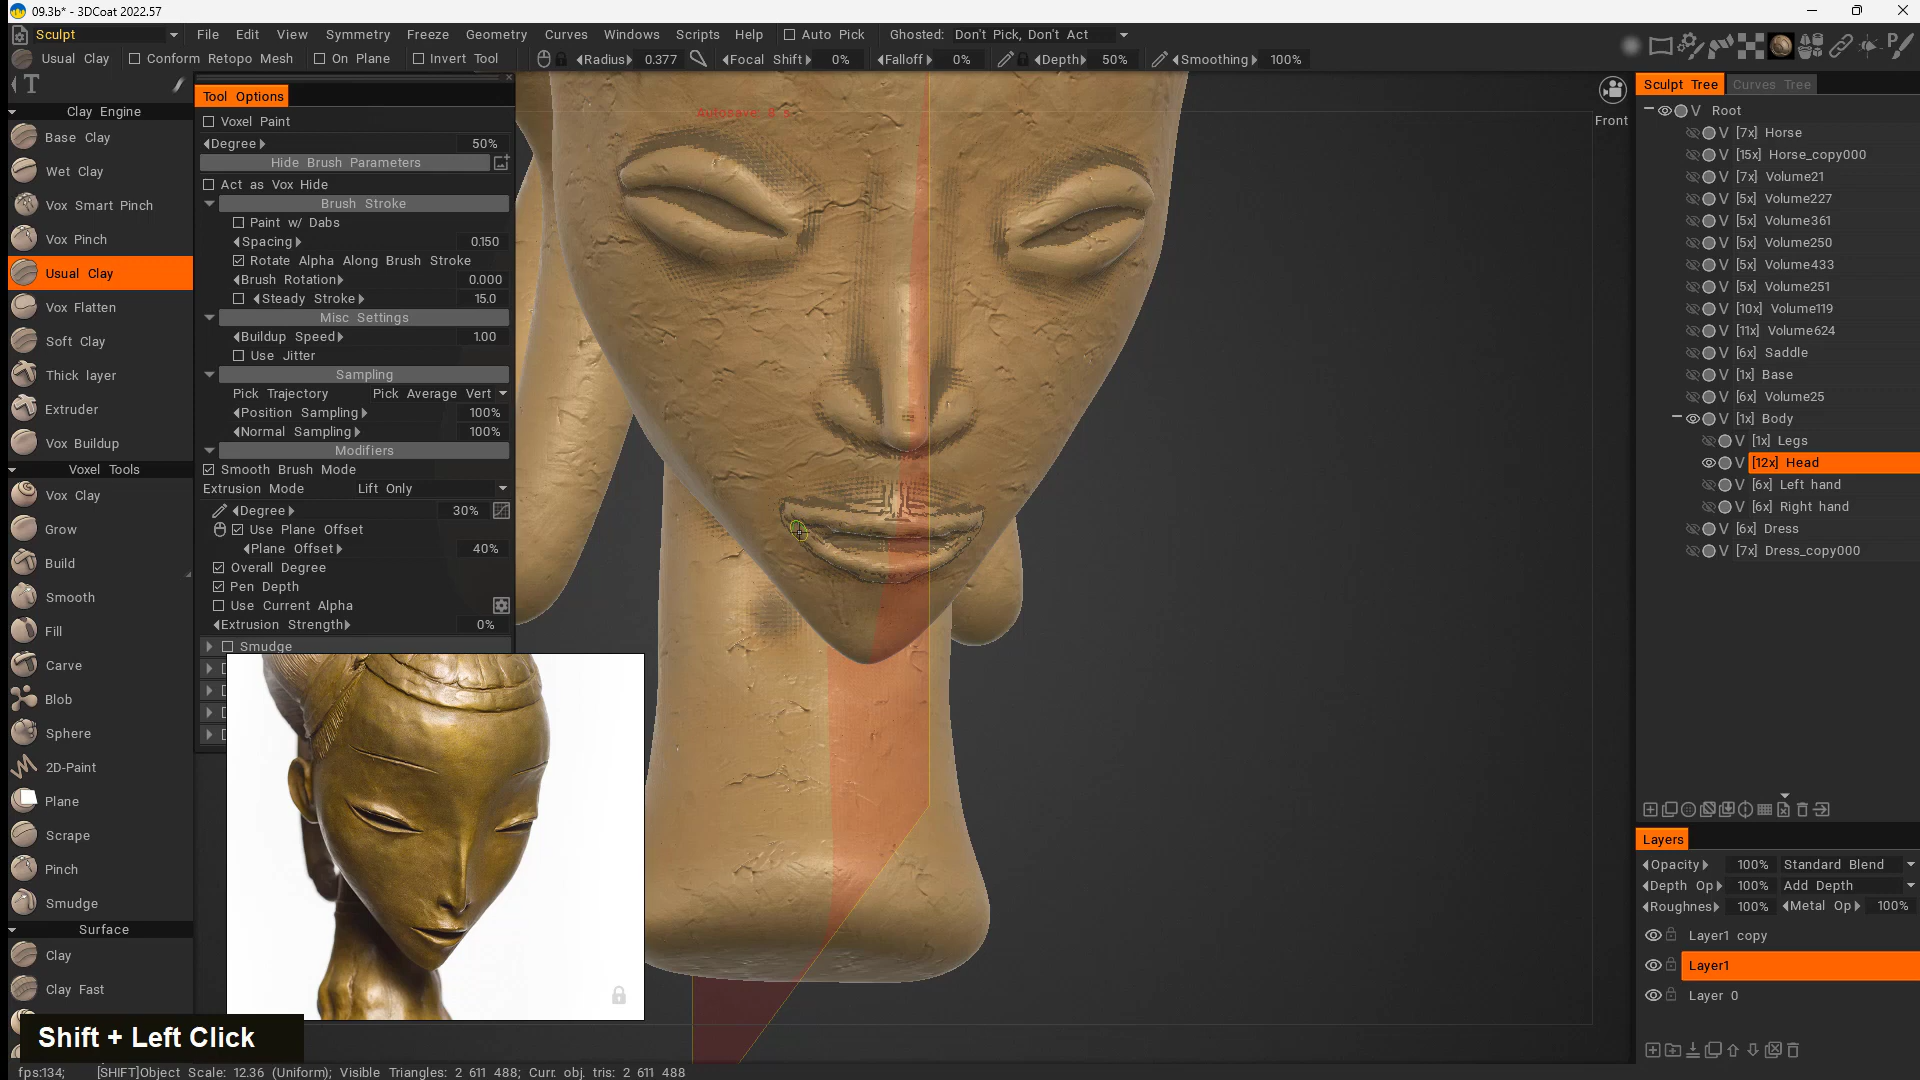 09.3b* - 3DCoat 2022.57
Sculpt
File Edit View Symmetry Freeze Geometry Curves Windows Scripts Help Auto Pick Ghosted: Don't Pick, Don't Act
Usual Clay Conform Retopo Mesh On Plane Invert Tool Radius 0.377 Focal Shift 0% Falloff 0% Depth 50% Smoothing 100%
T
Clay Engine
Base Clay
Wet Clay
Vox Smart Pinch
Vox Pinch
Usual Clay
Vox Flatten
Soft Clay
Thick layer
Extruder
Vox Buildup
Voxel Tools
Vox Clay
Grow
Build
Smooth
Fill
Carve
Blob
Sphere
2D-Paint
Plane
Scrape
Pinch
Smudge
Surface
Clay
Clay Fast
Tool Options
Voxel Paint
Degree 50%
Hide Brush Parameters
Act as Vox Hide
Brush Stroke
Paint w/ Dabs
Spacing 0.150
Rotate Alpha Along Brush Stroke
Brush Rotation 0.000
Steady Stroke 15.0
Misc Settings
Buildup Speed 1.00
Use Jitter
Sampling
Pick Trajectory Pick Average Vert
Position Sampling 100%
Normal Sampling 100%
Modifiers
Smooth Brush Mode
Extrusion Mode Lift Only
Degree 30%
Use Plane Offset
Plane Offset 40%
Overall Degree
Pen Depth
Use Current Alpha
Extrusion Strength 0%
Smudge
Autosave 8 s
Front
Sculpt Tree Curves Tree
V Root
V [7x] Horse
V [15x] Horse_copy000
V [7x] Volume21
V [5x] Volume227
V [5x] Volume361
V [5x] Volume250
V [5x] Volume433
V [5x] Volume251
V [10x] Volume119
V [11x] Volume624
V [6x] Saddle
V [1x] Base
V [6x] Volume25
V [1x] Body
V [1x] Legs
V [12x] Head
V [6x] Left hand
V [6x] Right hand
V [6x] Dress
V [7x] Dress_copy000
Layers
Opacity 100% Standard Blend
Depth Op 100% Add Depth
Roughnes 100% Metal Op 100%
Layer1 copy
Layer1
Layer 0
Shift + Left Click
fps:134; [SHIFT]Object Scale: 12.36 (Uniform); Visible Triangles: 2 611 488; Curr. obj. tris: 2 611 488